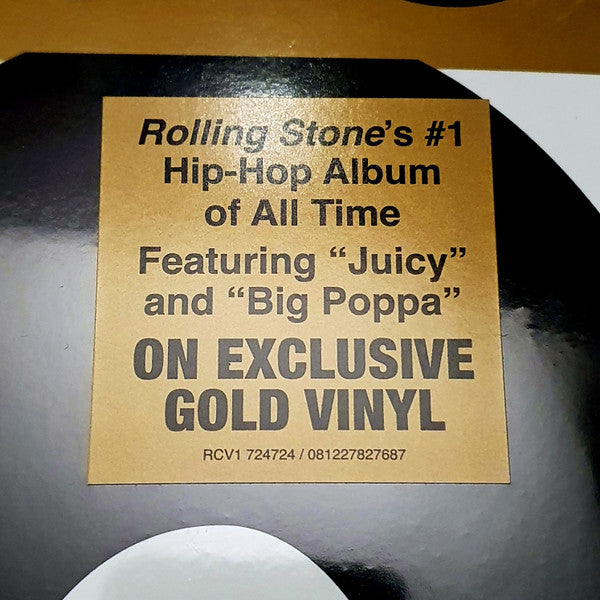 Rolling Stone’s #1
Hip-Hop Album
of All Time
Featuring “Juicy”
and “Big Poppa”
ON EXCLUSIVE
GOLD VINYL
RCV1 724724 / 081227827687